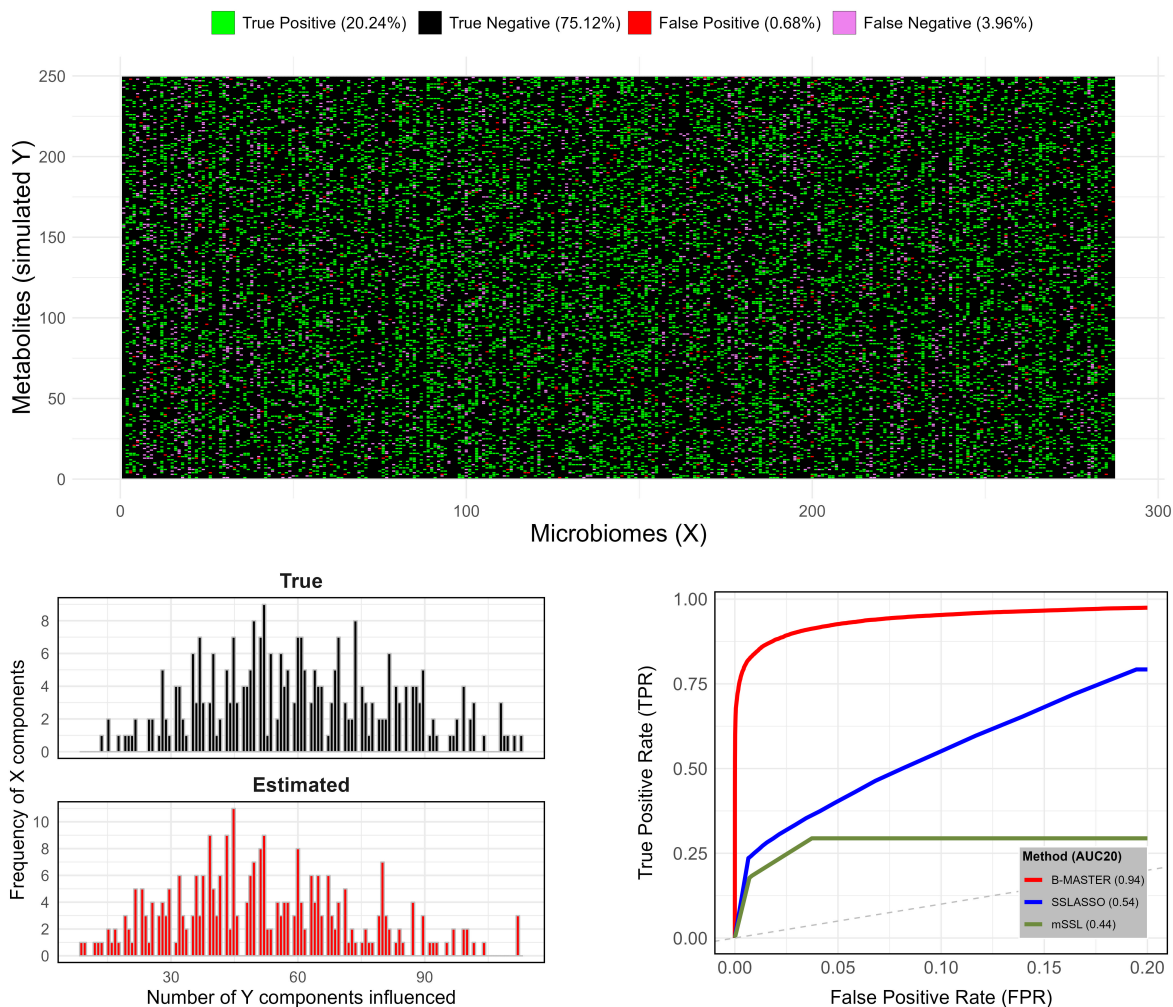 True Positive (20.24%) True Negative (75.12%) False Positive (0.68%) False Negative (3.96%)
Metabolites (simulated Y)
250
200
150
100
50
0
0 100 200 300
Microbiomes (X)
Frequency of X components
True
8
6
4
2
0
Estimated
10
8
6
4
2
0
30 60 90
Number of Y components influenced
True Positive Rate (TPR)
1.00
0.75
0.50
0.25
0.00
Method (AUC20)
B-MASTER (0.94)
SSLASSO (0.54)
mSSL (0.44)
0.00 0.05 0.10 0.15 0.20
False Positive Rate (FPR)